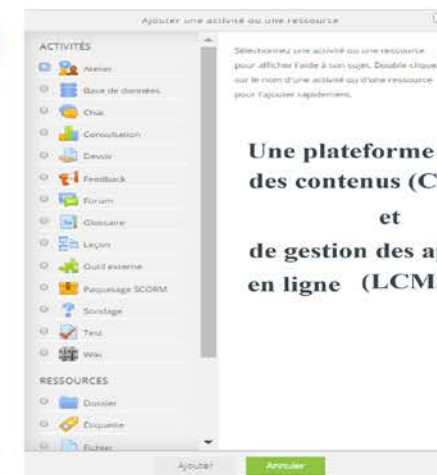 Ajouter une activité ou une ressource
ACTIVITÉS
Atelier
Base de données
Chat
Consultation
Devoir
Feedback
Forum
Glossaire
Leçon
Outil externe
Paquetage SCORM
Sondage
Test
Wiki
RESSOURCES
Dossier
Étiquette
Fichier
Sélectionnez une activité ou une ressource
pour afficher l'aide à son sujet. Double-clique
sur le nom d'une activité ou d'une ressource
pour l'ajouter rapidement.
Une plateforme
des contenus (C
et
de gestion des a
en ligne (LCM
Ajouter
Annuler